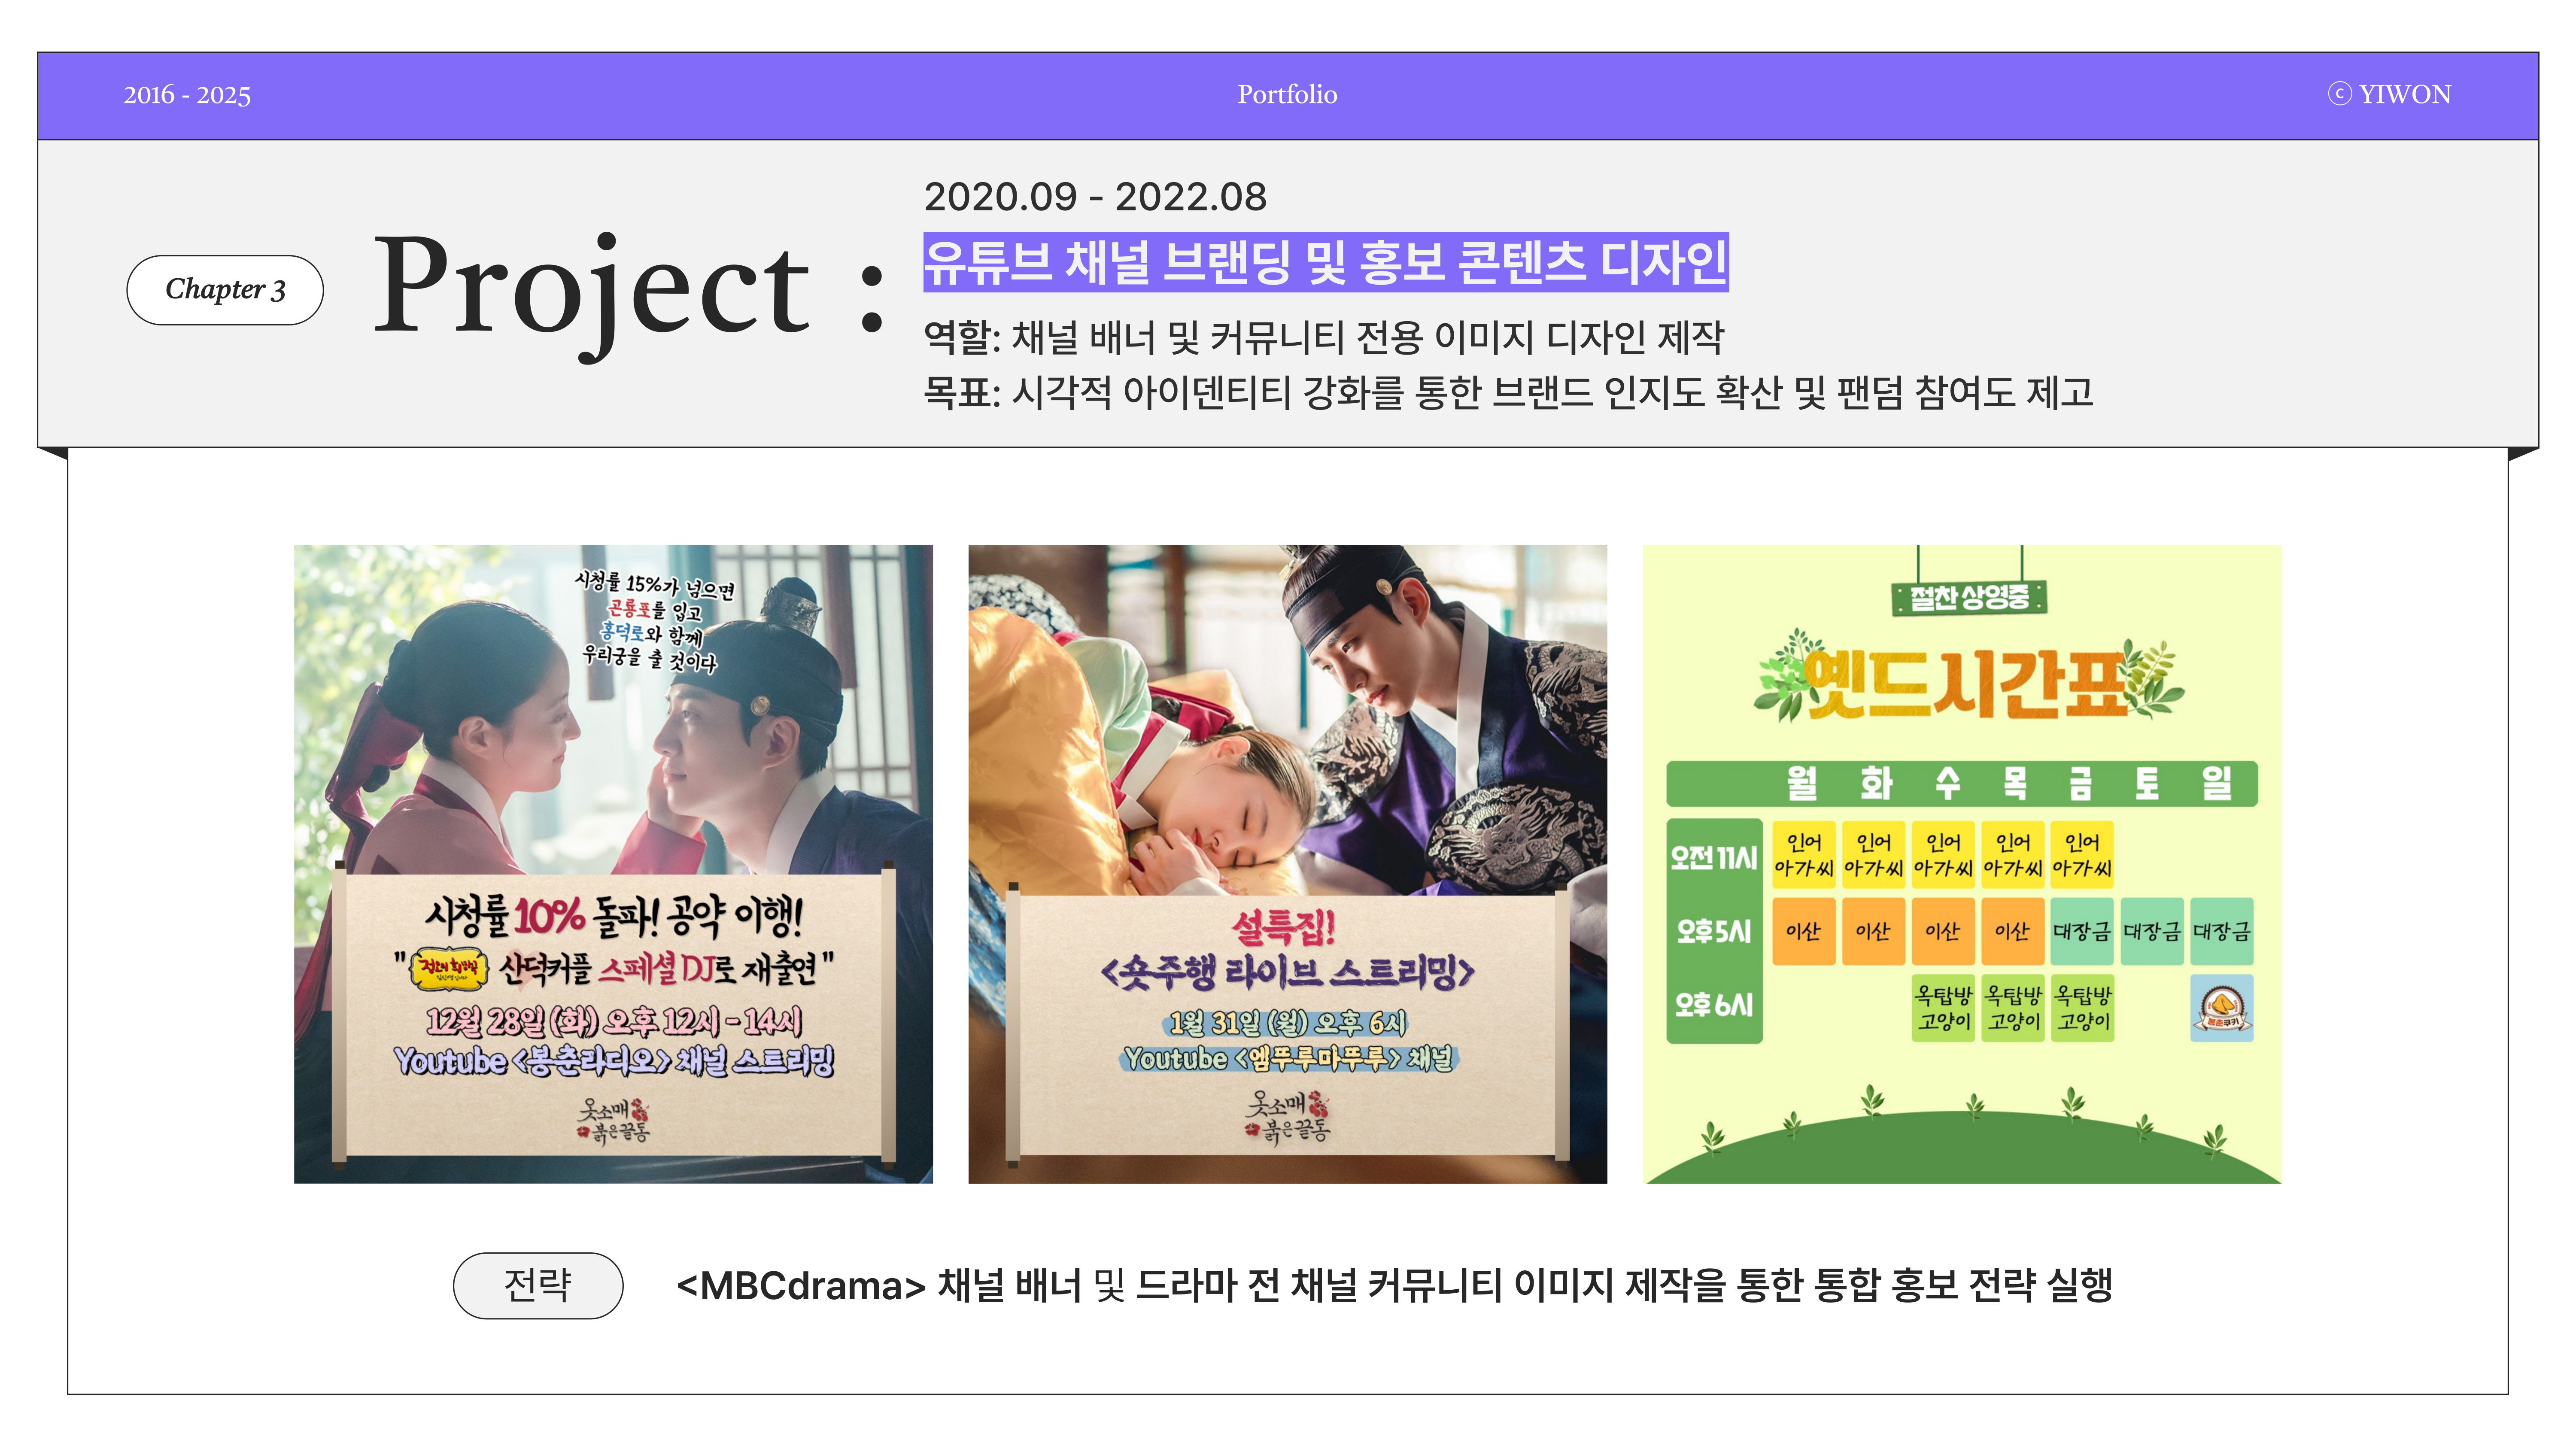 2016 - 2025
Portfolio
ⓒ YIWON
Chapter 3
Project :
2020.09 - 2022.08
유튜브 채널 브랜딩 및 홍보 콘텐츠 디자인
역할: 채널 배너 및 커뮤니티 전용 이미지 디자인 제작
목표: 시각적 아이덴티티 강화를 통한 브랜드 인지도 확산 및 팬덤 참여도 제고
시청률 15%가 넘으면
곤룡포를 입고
홍덕로와 함께
우리궁을 출 것이다
시청률 10% 돌파! 공약 이행!
" 정오의 희망곡 산덕커플 스페셜 DJ로 재출연 "
12월 28일 (화) 오후 12시 - 14시
Youtube <봉춘라디오> 채널 스트리밍
옷소매
붉은끝동
설특집!
<숏주행 라이브 스트리밍>
1월 31일 (월) 오후 6시
Youtube <엠뚜루마뚜루> 채널
옷소매
붉은끝동
절찬 상영중
옛드시간표
월 화 수 목 금 토 일
오전 11시 인어 아가씨 인어 아가씨 인어 아가씨 인어 아가씨 인어 아가씨
오후 5시 이산 이산 이산 이산 대장금 대장금 대장금
오후 6시 옥탑방 고양이 옥탑방 고양이 옥탑방 고양이 봉춘쿠키
전략
<MBCdrama> 채널 배너 및 드라마 전 채널 커뮤니티 이미지 제작을 통한 통합 홍보 전략 실행